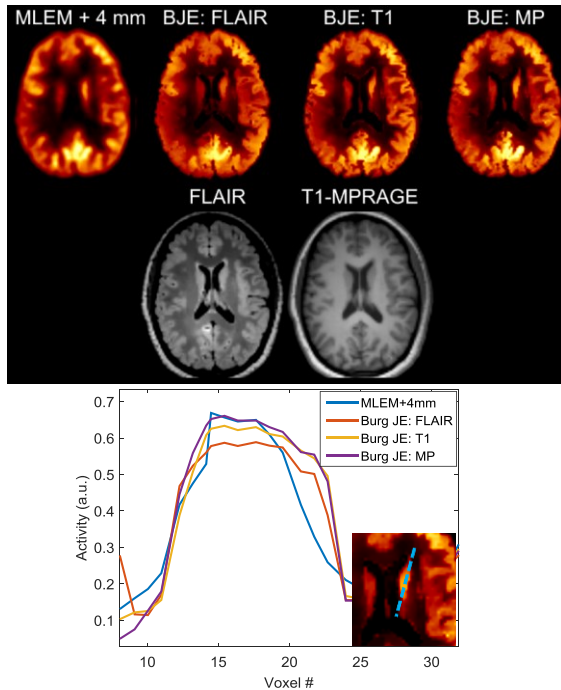 MLEM + 4 mm BJE: FLAIR BJE: T1 BJE: MP
FLAIR T1-MPRAGE
0.7
0.6
0.5
0.4
0.3
0.2
0.1
Activity (a.u.)
MLEM+4mm
Burg JE: FLAIR
Burg JE: T1
Burg JE: MP
10 15 20 25 30
Voxel #